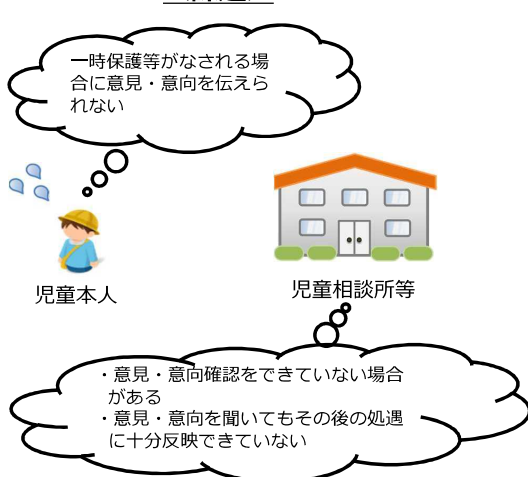 一時保護等がなされる場
合に意見・意向を伝えら
れない
児童本人
児童相談所等
・意見・意向確認をできていない場合
がある
・意見・意向を聞いてもその後の処遇
に十分反映できていない